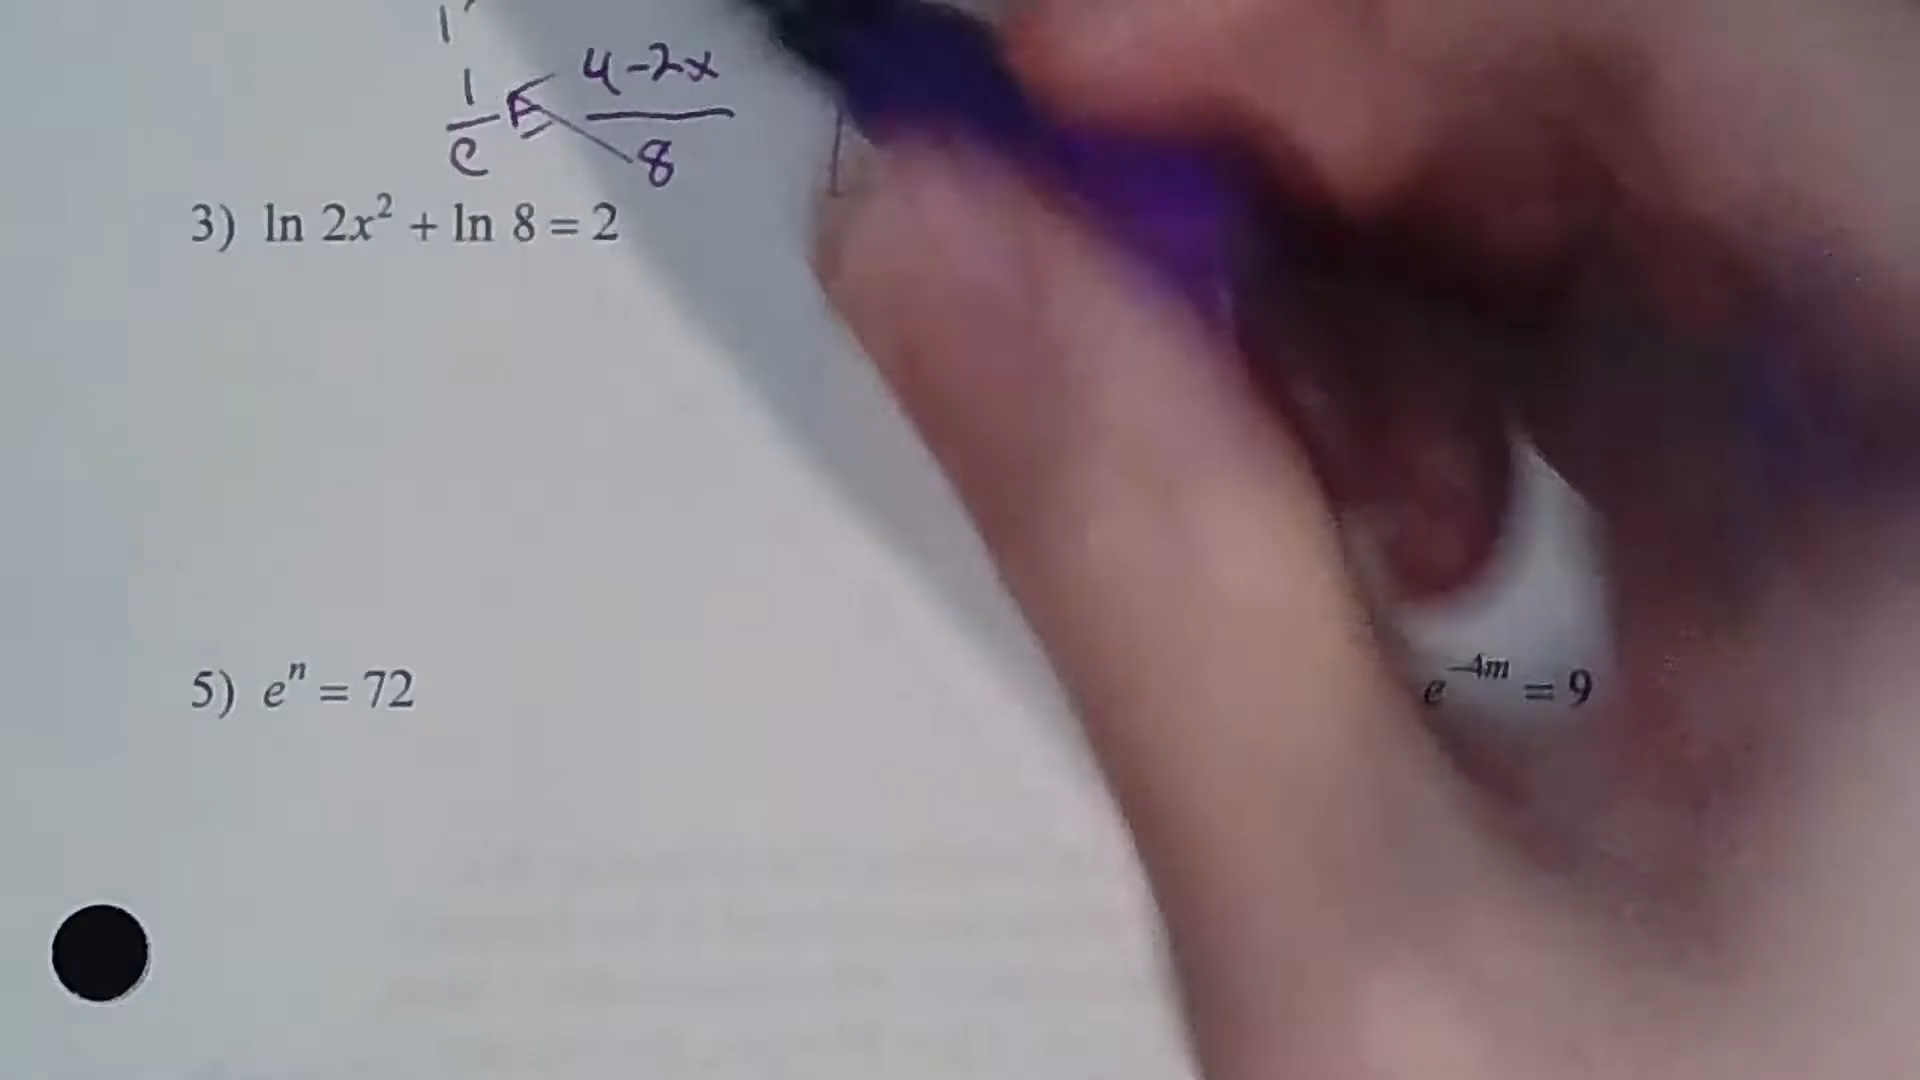 1/e = (4-2x)/8
3) ln 2x² + ln 8 = 2
5) eⁿ = 72
e⁻⁴ᵐ = 9